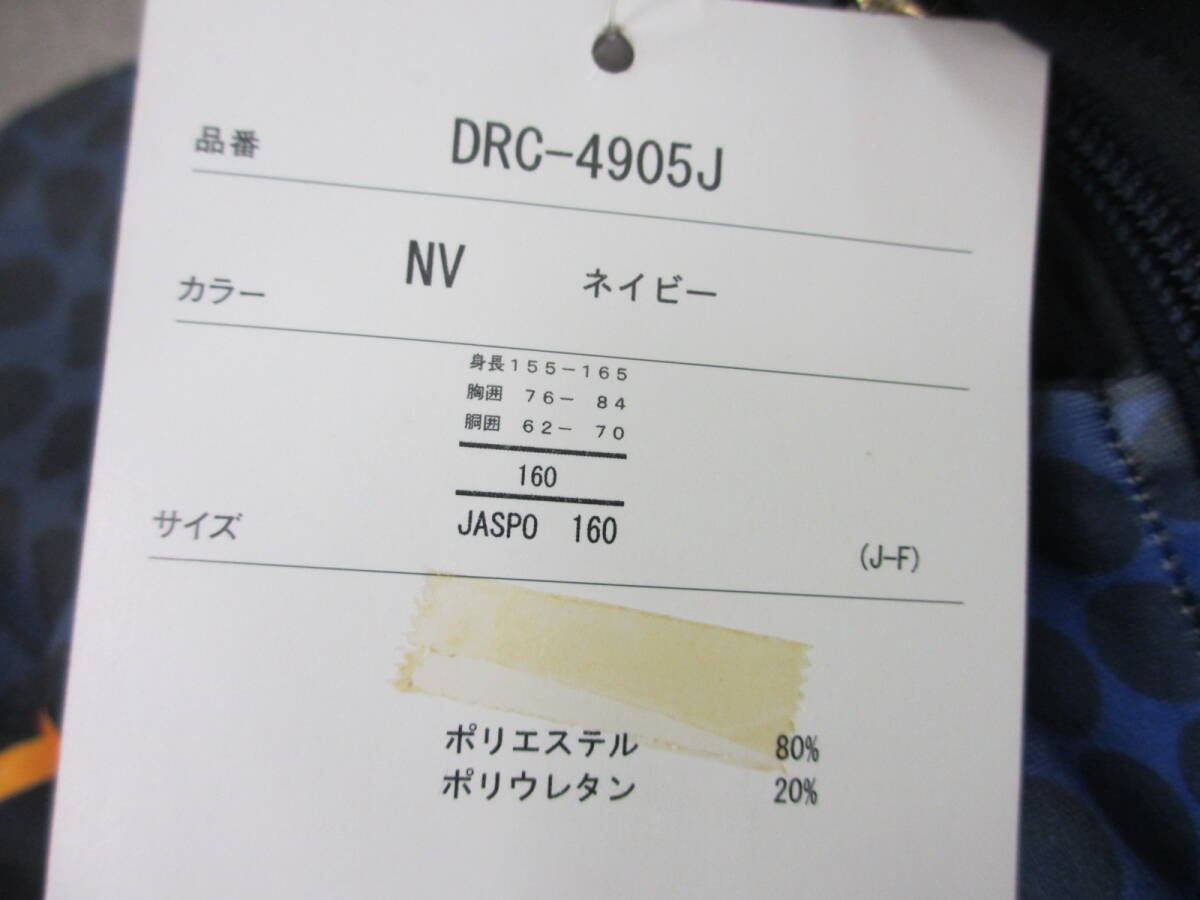 品番 DRC-4905J
カラー NV ネイビー
身長155-165
胸囲 76- 84
胴囲 62- 70
160
サイズ JASPO 160 (J-F)
ポリエステル 80%
ポリウレタン 20%